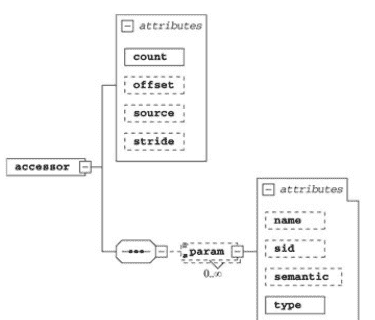 attributes
count
offset
source
stride
accessor
param
0..∞
attributes
name
sid
semantic
type